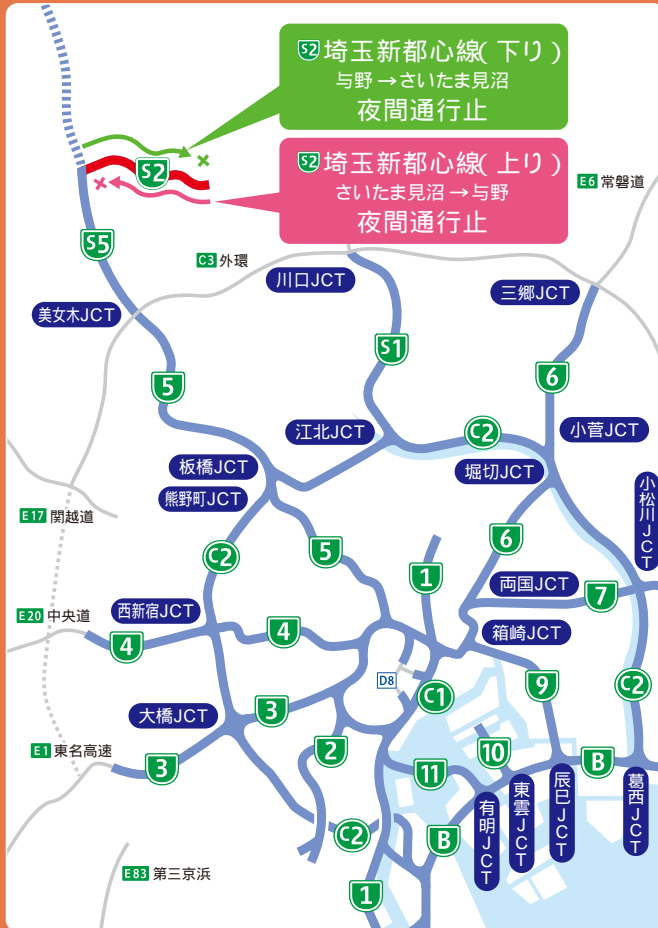 S2 埼玉新都心線(下り)
与野→さいたま見沼
夜間通行止
S2 埼玉新都心線(上り)
さいたま見沼→与野
夜間通行止
S2
E6 常磐道
S5
C3 外環
川口JCT
三郷JCT
美女木JCT
S1
5
6
江北JCT
C2
小菅JCT
板橋JCT
堀切JCT
熊野町JCT
小松川JCT
E17 関越道
C2
5
6
1
両国JCT
7
E20 中央道
西新宿JCT
4
4
箱崎JCT
D8
C1
9
C2
大橋JCT
3
2
10
B
E1 東名高速
3
11
有明JCT
東雲JCT
辰巳JCT
葛西JCT
C2
B
E83 第三京浜
1